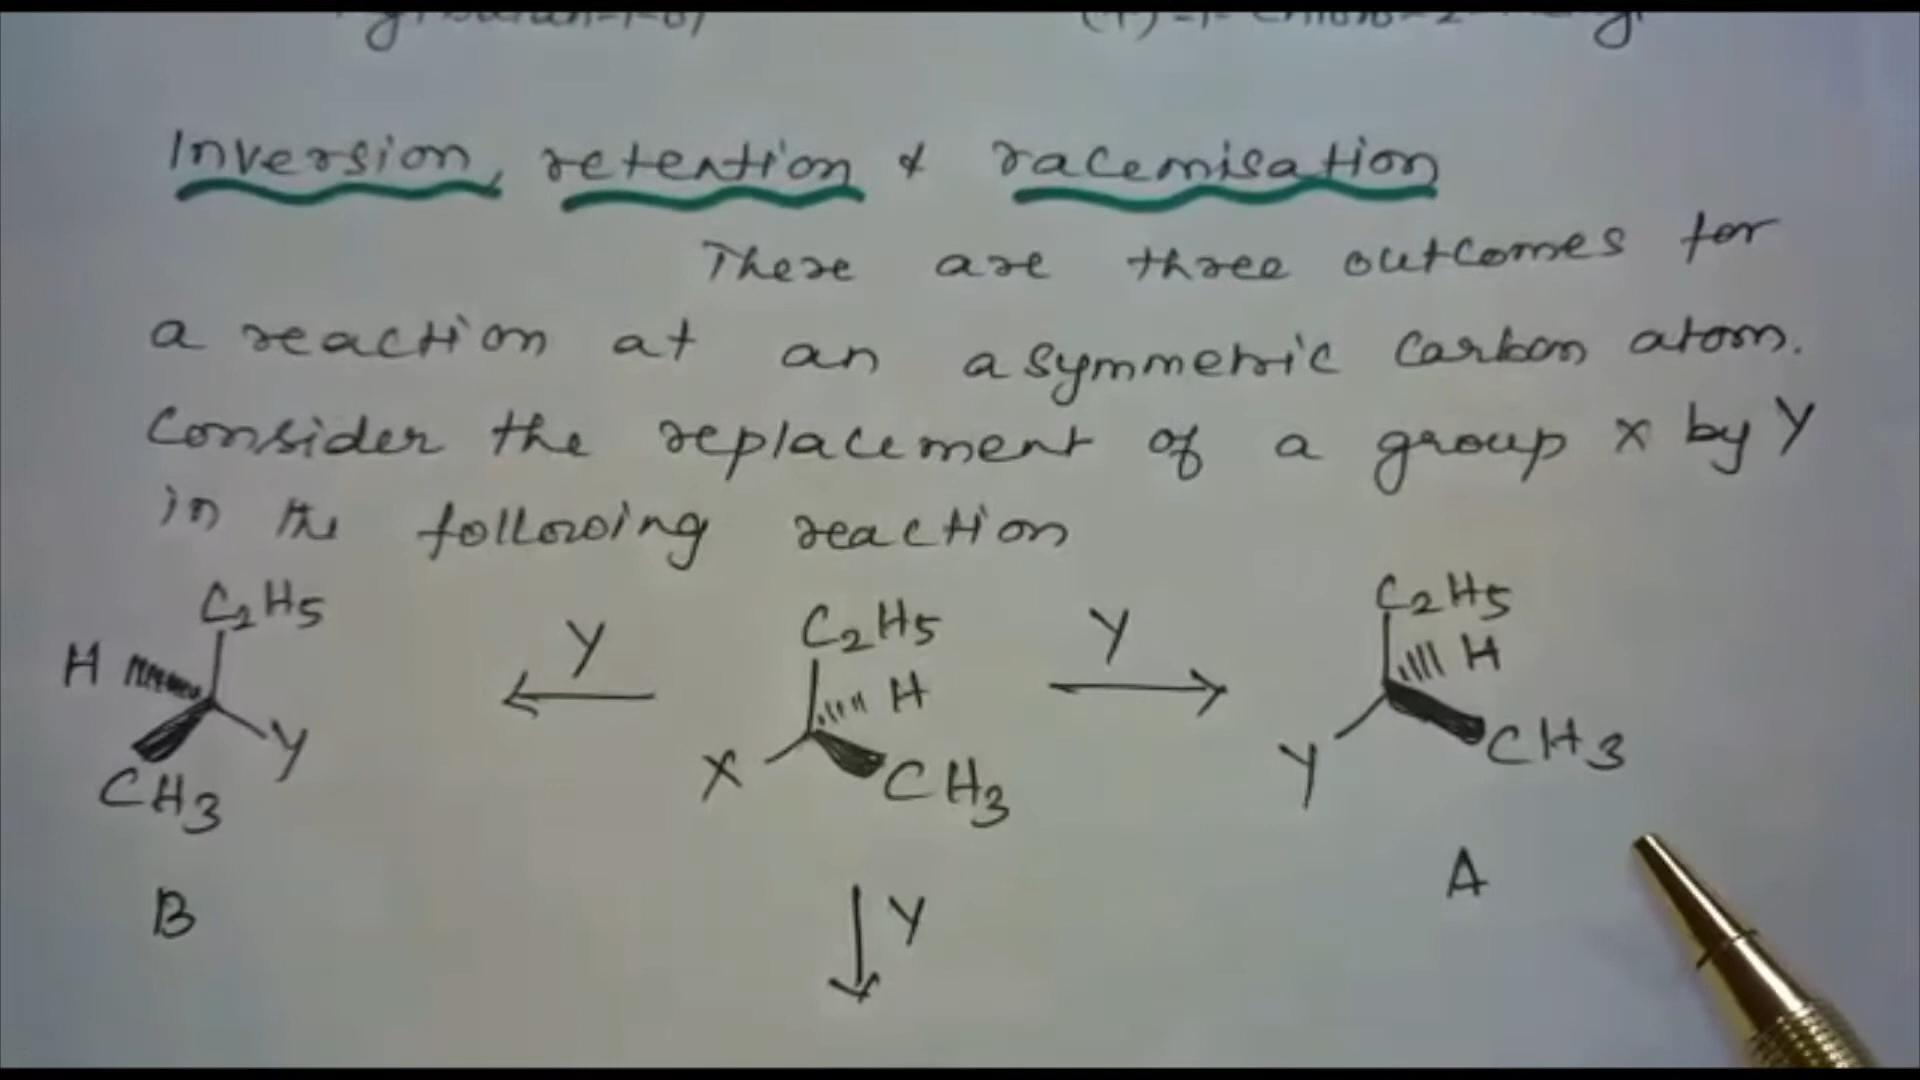 Inversion, retention & racemisation
There are three outcomes for
a reaction at an asymmetric carbon atom.
Consider the replacement of a group X by Y
in the following reaction
C2H5 C2H5 C2H5
H Y H Y H
CH3 Y X CH3 Y CH3
B Y A